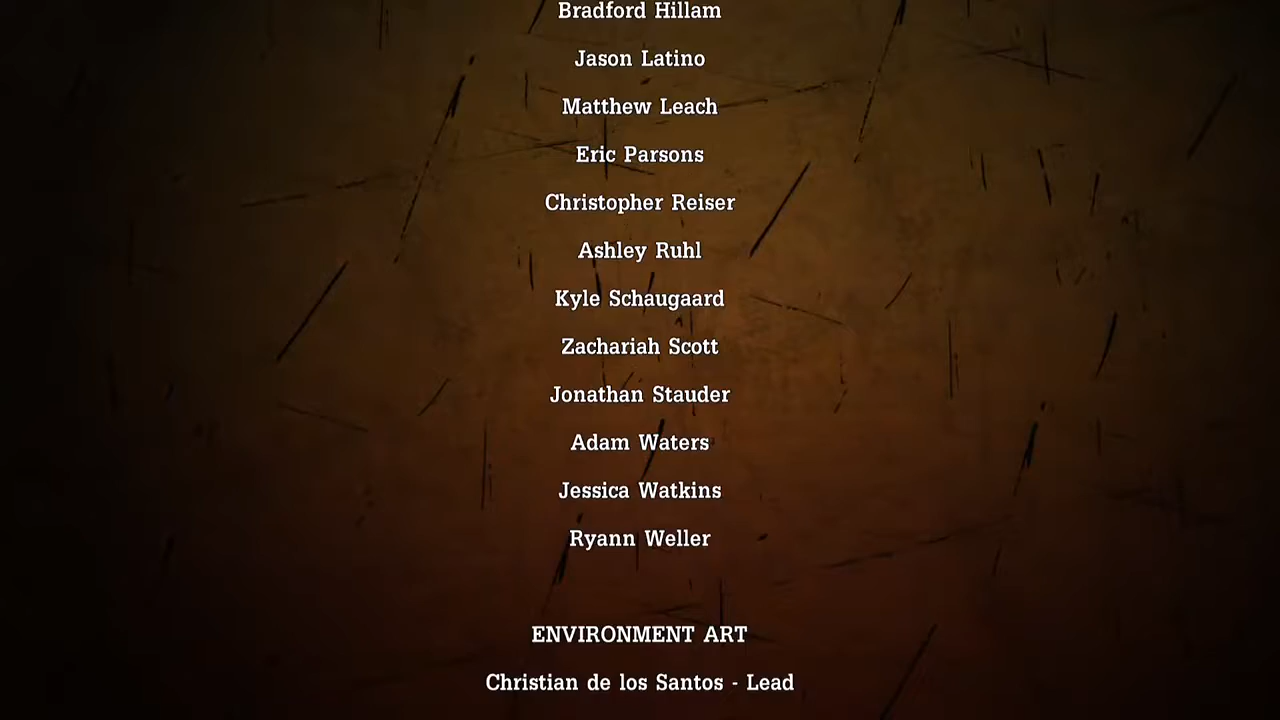 Bradford Hillam
Jason Latino
Matthew Leach
Eric Parsons
Christopher Reiser
Ashley Ruhl
Kyle Schaugaard
Zachariah Scott
Jonathan Stauder
Adam Waters
Jessica Watkins
Ryann Weller
ENVIRONMENT ART
Christian de los Santos - Lead